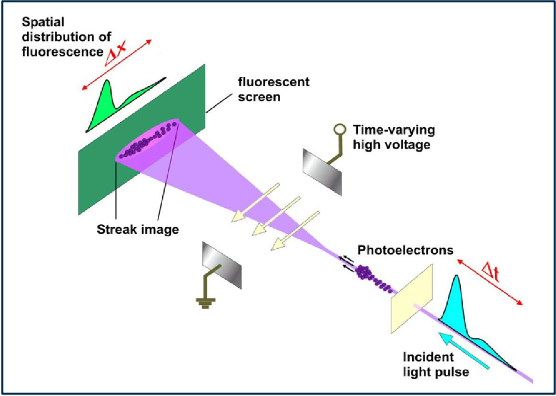 Spatial
distribution of
fluorescence
Δx
fluorescent
screen
Time-varying
high voltage
Streak image
Photoelectrons
Δt
Incident
light pulse